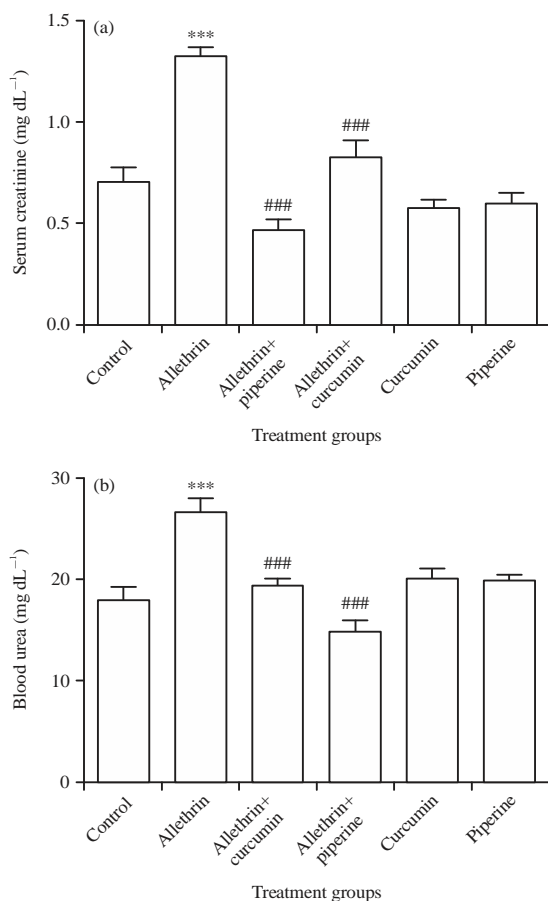 (a)
***
###
###
Serum creatinine (mg dL⁻¹)
1.5
1.0
0.5
0.0
Control
Allethrin
Allethrin+
piperine
Allethrin+
curcumin
Curcumin
Piperine
Treatment groups
(b)
***
###
###
Blood urea (mg dL⁻¹)
30
20
10
0
Control
Allethrin
Allethrin+
curcumin
Allethrin+
piperine
Curcumin
Piperine
Treatment groups